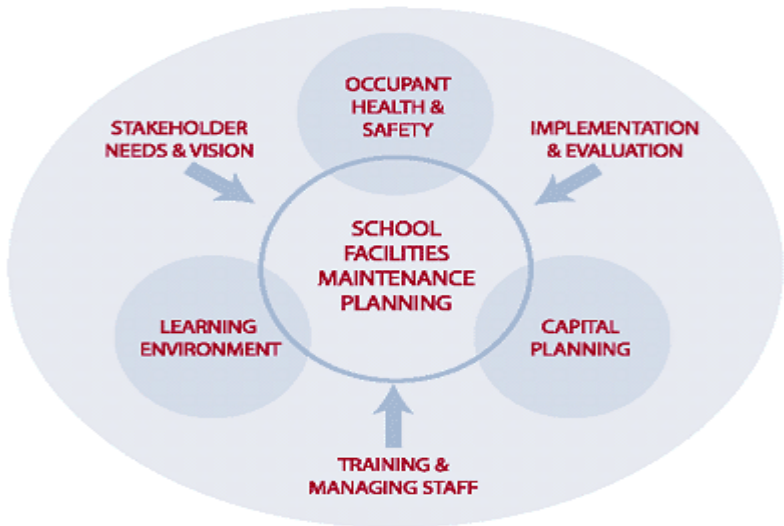 OCCUPANT
HEALTH &
SAFETY
STAKEHOLDER
NEEDS & VISION
IMPLEMENTATION
& EVALUATION
SCHOOL
FACILITIES
MAINTENANCE
PLANNING
LEARNING
ENVIRONMENT
CAPITAL
PLANNING
TRAINING &
MANAGING STAFF